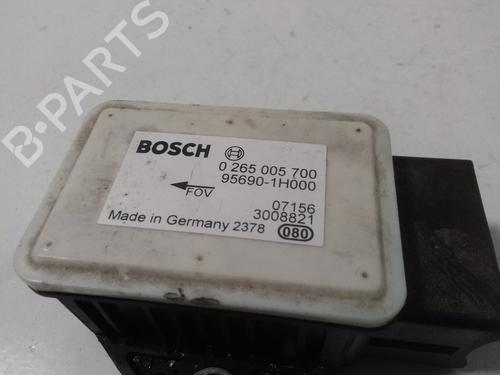 B-PARTS
BOSCH
0 265 005 700
95690-1H000
FOV
07156
3008821
Made in Germany 2378 080